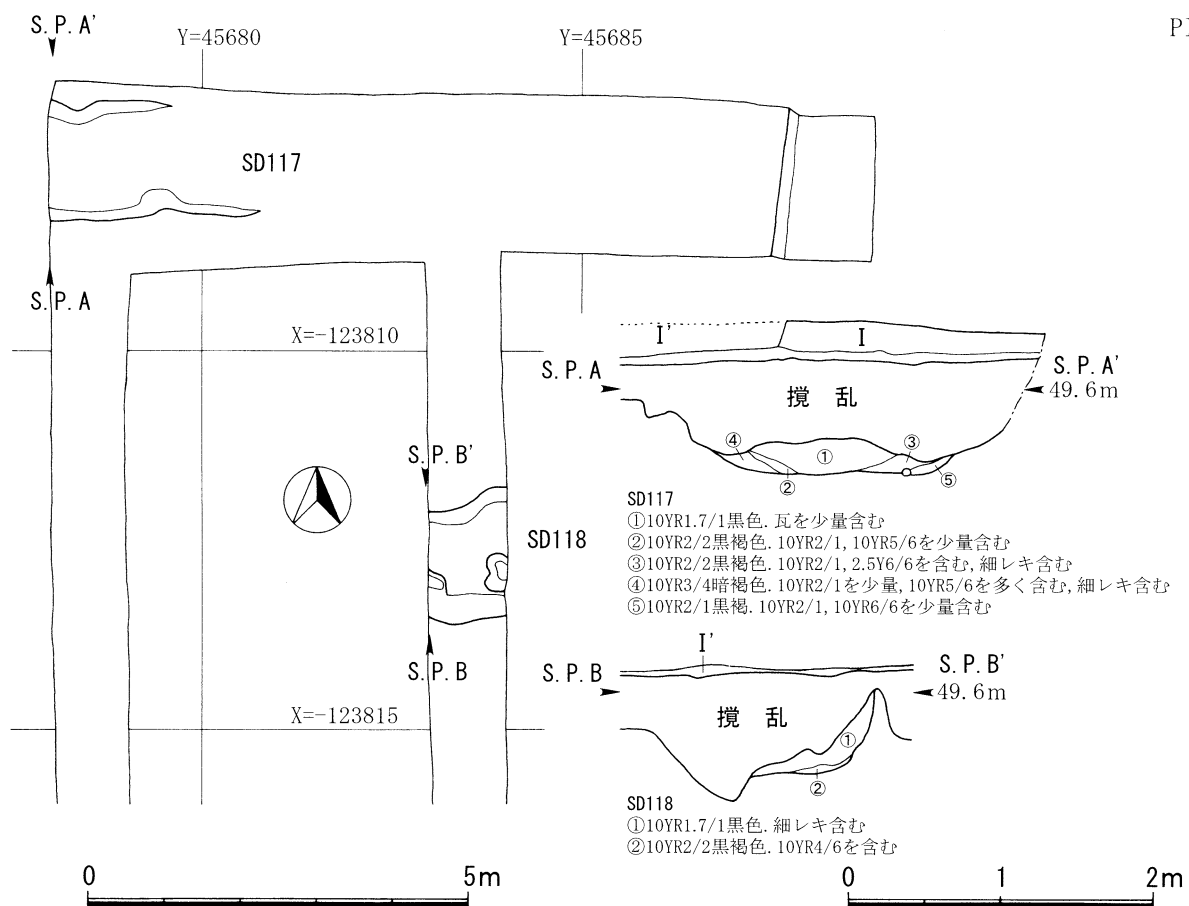 S.P.A'
Y=45680
Y=45685
SD117
S.P.A
X=-123810
I'
I
S.P.A
S.P.A'
49.6m
撹 乱
④
①
③
②
⑤
SD117
①10YR1.7/1黒色. 瓦を少量含む
②10YR2/2黒褐色. 10YR2/1, 10YR5/6を少量含む
③10YR2/2黒褐色. 10YR2/1, 2.5Y6/6を含む, 細レキ含む
④10YR3/4暗褐色. 10YR2/1を少量, 10YR5/6を多く含む, 細レキ含む
⑤10YR2/1黒褐. 10YR2/1, 10YR6/6を少量含む
S.P.B'
SD118
S.P.B
X=-123815
I'
S.P.B
S.P.B'
49.6m
撹 乱
①
②
SD118
①10YR1.7/1黒色. 細レキ含む
②10YR2/2黒褐色. 10YR4/6を含む
0
5m
0
1
2m